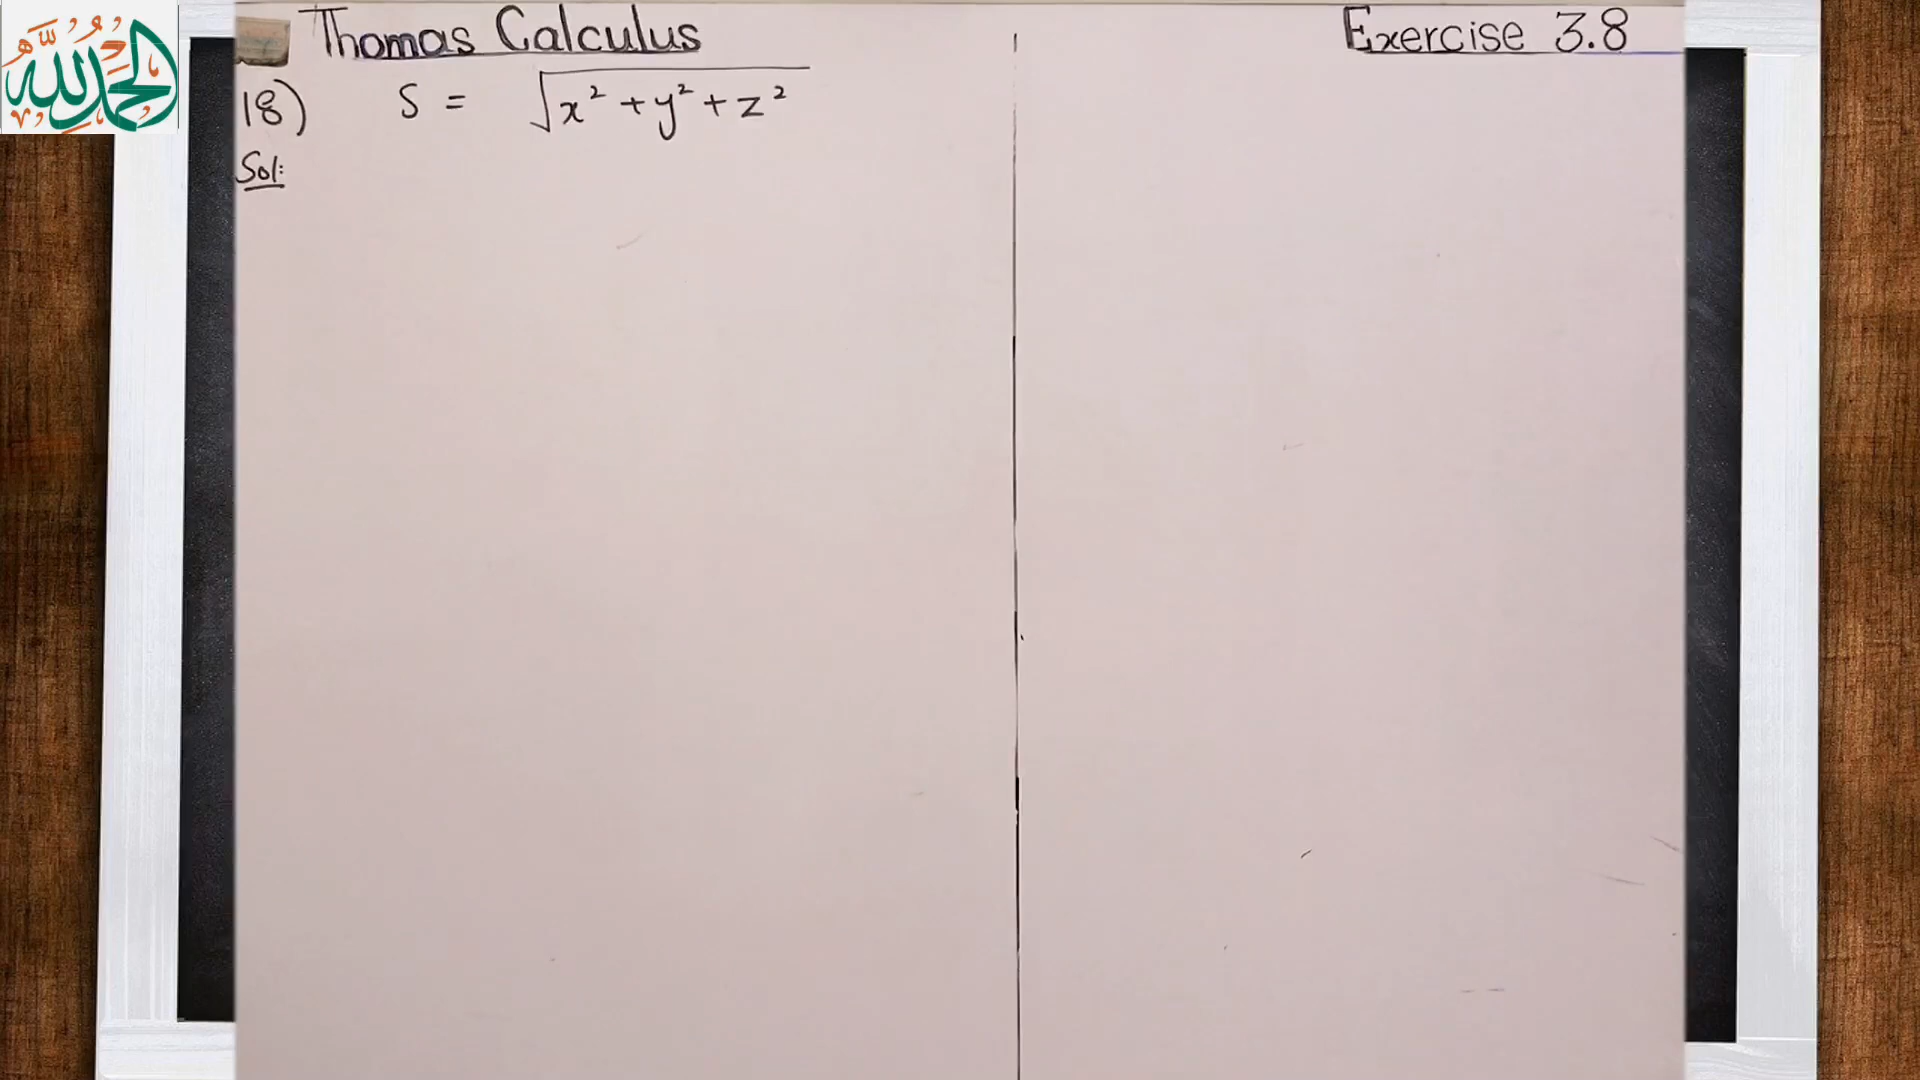 الحمد لله
Thomas Calculus
Exercise 3.8
18) S = √x² + y² + z²
Sol: